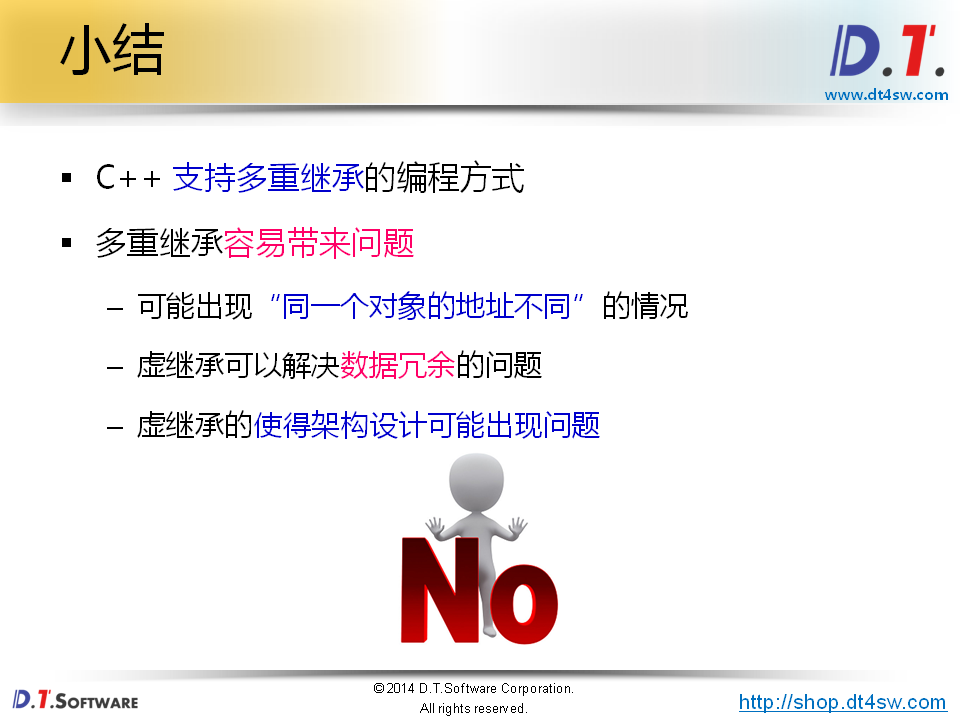 小结
D.T.
www.dt4sw.com
▪ C++ 支持多重继承的编程方式
▪ 多重继承容易带来问题
– 可能出现“同一个对象的地址不同”的情况
– 虚继承可以解决数据冗余的问题
– 虚继承的使得架构设计可能出现问题
No
D.T.SOFTWARE
©2014 D.T.Software Corporation.
All rights reserved.
http://shop.dt4sw.com